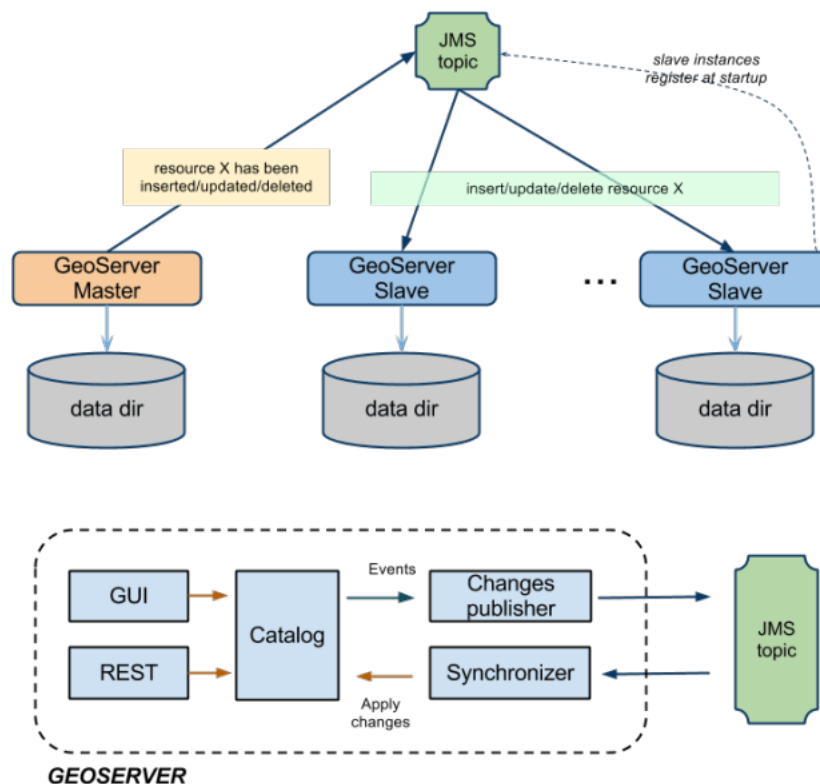 JMS
topic
slave instances
register at startup
resource X has been
inserted/updated/deleted
insert/update/delete resource X
GeoServer
Master
GeoServer
Slave
...
GeoServer
Slave
data dir
data dir
data dir
GUI
REST
Catalog
Events
Apply
changes
Changes
publisher
Synchronizer
JMS
topic
GEOSERVER